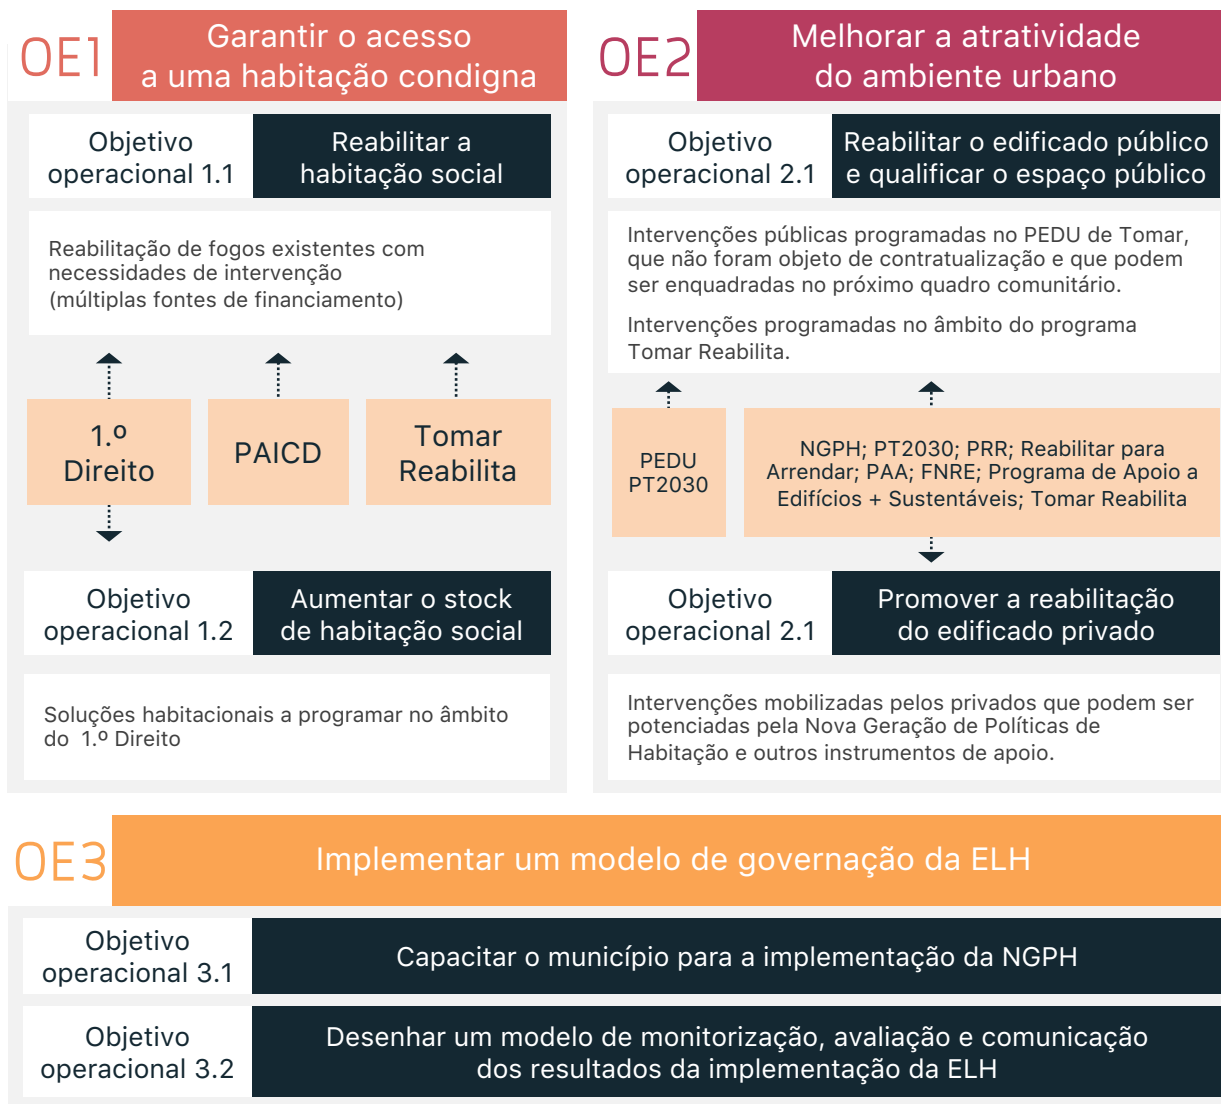 OE1
Garantir o acesso
a uma habitação condigna
Objetivo
operacional 1.1
Reabilitar a
habitação social
Reabilitação de fogos existentes com
necessidades de intervenção
(múltiplas fontes de financiamento)
1.º
Direito
PAICD
Tomar
Reabilita
Objetivo
operacional 1.2
Aumentar o stock
de habitação social
Soluções habitacionais a programar no âmbito
do 1.º Direito
OE2
Melhorar a atratividade
do ambiente urbano
Objetivo
operacional 2.1
Reabilitar o edificado público
e qualificar o espaço público
Intervenções públicas programadas no PEDU de Tomar,
que não foram objeto de contratualização e que podem
ser enquadradas no próximo quadro comunitário.
Intervenções programadas no âmbito do programa
Tomar Reabilita.
PEDU
PT2030
NGPH; PT2030; PRR; Reabilitar para
Arrendar; PAA; FNRE; Programa de Apoio a
Edifícios + Sustentáveis; Tomar Reabilita
Objetivo
operacional 2.1
Promover a reabilitação
do edificado privado
Intervenções mobilizadas pelos privados que podem ser
potenciadas pela Nova Geração de Políticas de
Habitação e outros instrumentos de apoio.
OE3
Implementar um modelo de governação da ELH
Objetivo
operacional 3.1
Capacitar o município para a implementação da NGPH
Objetivo
operacional 3.2
Desenhar um modelo de monitorização, avaliação e comunicação
dos resultados da implementação da ELH